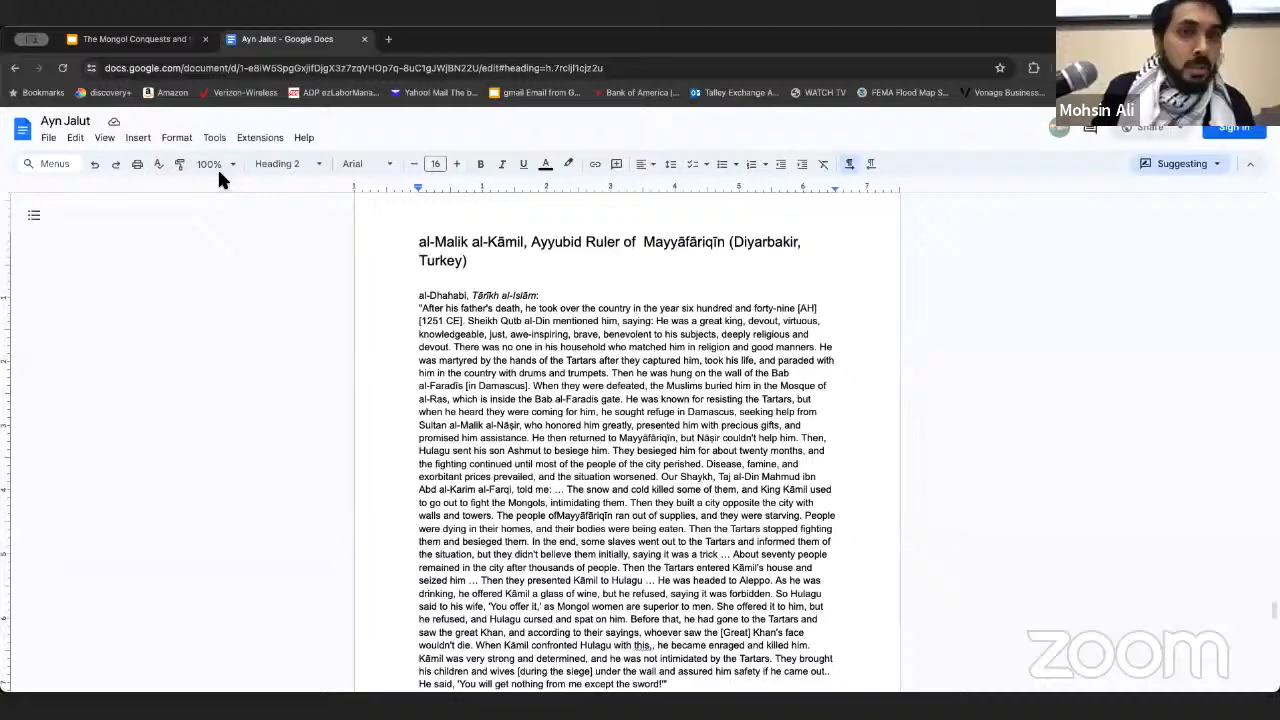 The Mongol Conquests and t
Ayn Jalut - Google Docs
Bookmarks
discovery+
Amazon
Verizon-Wireless
ADP ezLaborMana...
Yahoo! Mail The b...
gmail Email from G...
Bank of America |...
Talley Exchange A...
WATCH TV
FEMA Flood Map S...
Vonage Business...
Mohsin Ali
Ayn Jalut
File Edit View Insert Format Tools Extensions Help
Share
Sign in
Menus 100% Heading 2 Arial 16 Suggesting
1 1 2 3 4 5 6 7
al-Malik al-Kāmil, Ayyubid Ruler of Mayyāfāriqīn (Diyarbakir,
Turkey)
al-Dhahabi, Tārīkh al-Islām:
"After his father's death, he took over the country in the year six hundred and forty-nine [AH]
[1251 CE]. Sheikh Qutb al-Din mentioned him, saying: He was a great king, devout, virtuous,
knowledgeable, just, awe-inspiring, brave, benevolent to his subjects, deeply religious and
devout. There was no one in his household who matched him in religion and good manners. He
was martyred by the hands of the Tartars after they captured him, took his life, and paraded with
him in the country with drums and trumpets. Then he was hung on the wall of the Bab
al-Faradīs [in Damascus]. When they were defeated, the Muslims buried him in the Mosque of
al-Ras, which is inside the Bab al-Faradis gate. He was known for resisting the Tartars, but
when he heard they were coming for him, he sought refuge in Damascus, seeking help from
Sultan al-Malik al-Nāṣir, who honored him greatly, presented him with precious gifts, and
promised him assistance. He then returned to Mayyāfāriqīn, but Nāṣir couldn't help him. Then,
Hulagu sent his son Ashmut to besiege him. They besieged him for about twenty months, and
the fighting continued until most of the people of the city perished. Disease, famine, and
exorbitant prices prevailed, and the situation worsened. Our Shaykh, Taj al-Din Mahmud ibn
Abd al-Karim al-Farqi, told me: ... The snow and cold killed some of them, and King Kāmil used
to go out to fight the Mongols, intimidating them. Then they built a city opposite the city with
walls and towers. The people ofMayyāfāriqīn ran out of supplies, and they were starving. People
were dying in their homes, and their bodies were being eaten. Then the Tartars stopped fighting
them and besieged them. In the end, some slaves went out to the Tartars and informed them of
the situation, but they didn't believe them initially, saying it was a trick ... About seventy people
remained in the city after thousands of people. Then the Tartars entered Kāmil's house and
seized him ... Then they presented Kāmil to Hulagu ... He was headed to Aleppo. As he was
drinking, he offered Kāmil a glass of wine, but he refused, saying it was forbidden. So Hulagu
said to his wife, 'You offer it,' as Mongol women are superior to men. She offered it to him, but
he refused, and Hulagu cursed and spat on him. Before that, he had gone to the Tartars and
saw the great Khan, and according to their sayings, whoever saw the [Great] Khan's face
wouldn't die. When Kāmil confronted Hulagu with this,, he became enraged and killed him.
Kāmil was very strong and determined, and he was not intimidated by the Tartars. They brought
his children and wives [during the siege] under the wall and assured him safety if he came out..
He said, 'You will get nothing from me except the sword!'"
zoom